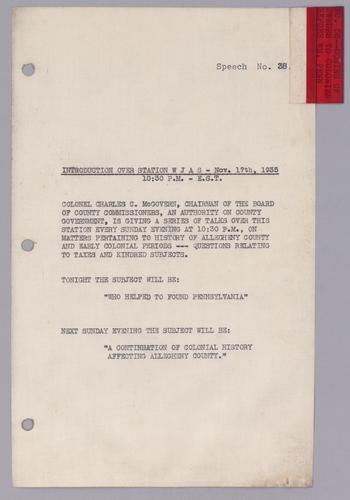 Speech No. 38.
INTRODUCTION OVER STATION W J A S - Nov. 17th, 1935
10:30 P.M. - E.S.T.
COLONEL CHARLES C. McGOVERN, CHAIRMAN OF THE BOARD
OF COUNTY COMMISSIONERS, AN AUTHORITY ON COUNTY
GOVERNMENT, IS GIVING A SERIES OF TALKS OVER THIS
STATION EVERY SUNDAY EVENING AT 10:30 P.M., ON
MATTERS PERTAINING TO HISTORY OF ALLEGHENY COUNTY
AND EARLY COLONIAL PERIODS --- QUESTIONS RELATING
TO TAXES AND KINDRED SUBJECTS.
TONIGHT THE SUBJECT WILL BE:
"WHO HELPED TO FOUND PENNSYLVANIA"
NEXT SUNDAY EVENING THE SUBJECT WILL BE:
"A CONTINUATION OF COLONIAL HISTORY
AFFECTING ALLEGHENY COUNTY."